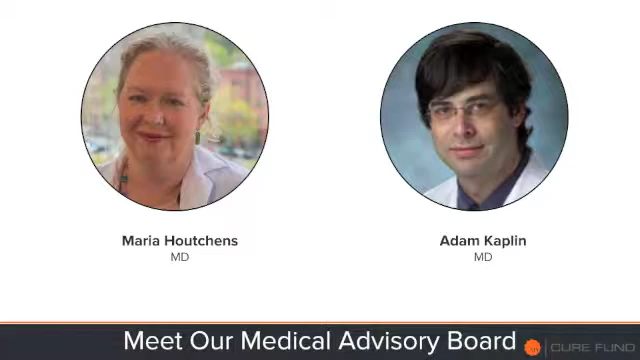 Maria Houtchens
MD
Adam Kaplin
MD
Meet Our Medical Advisory Board
CURE FUND